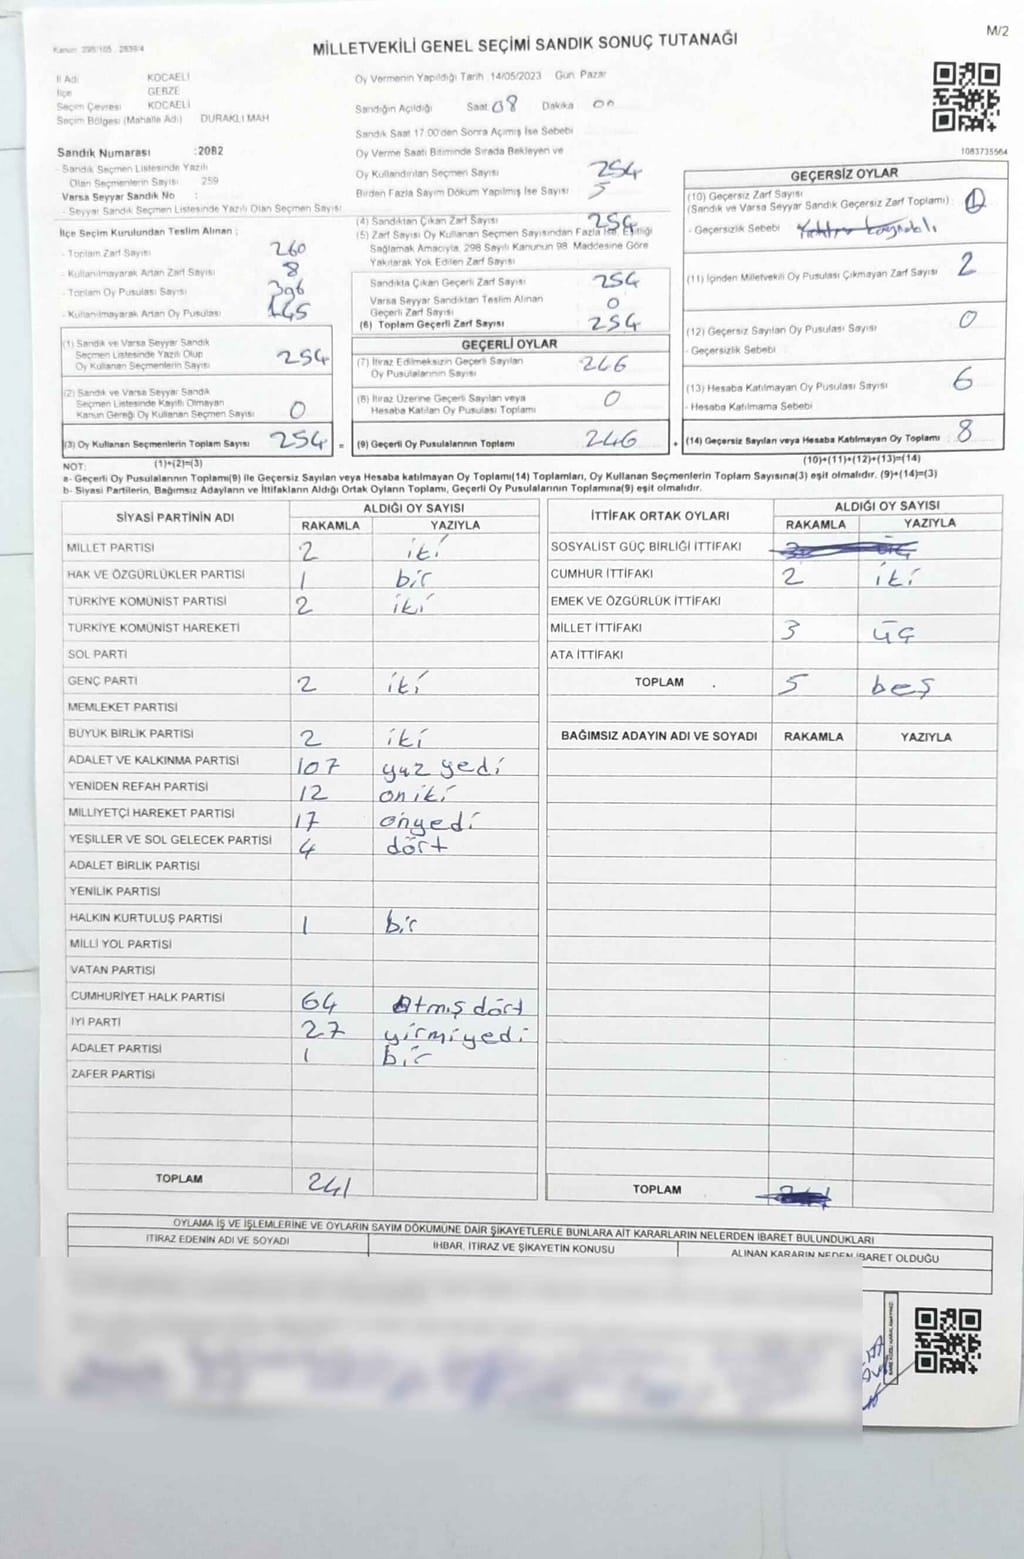 M/2
Kanun: 298/105 , 2839/4
MİLLETVEKİLİ GENEL SEÇİMİ SANDIK SONUÇ TUTANAĞI
İl Adı KOCAELİ
İlçe GEBZE
Seçim Çevresi KOCAELİ
Seçim Bölgesi (Mahalle Adı) DURAKLI MAH
Sandık Numarası :2082
- Sandık Seçmen Listesinde Yazılı
Olan Seçmenlerin Sayısı 259
Varsa Seyyar Sandık No :
- Seyyar Sandık Seçmen Listesinde Yazılı Olan Seçmen Sayısı
İlçe Seçim Kurulundan Teslim Alınan :
- Toplam Zarf Sayısı 260
- Kullanılmayarak Artan Zarf Sayısı 8
- Toplam Oy Pusulası Sayısı
- Kullanılmayarak Artan Oy Pusulası
(1) Sandık ve Varsa Seyyar Sandık
Seçmen Listesinde Yazılı Olup
Oy Kullanan Seçmenlerin Sayısı 254
(2) Sandık ve Varsa Seyyar Sandık
Seçmen Listesinde Kayıtlı Olmayan
Kanun Gereği Oy Kullanan Seçmen Sayısı 0
(3) Oy Kullanan Seçmenlerin Toplam Sayısı 254 =
Oy Vermenin Yapıldığı Tarih :14/05/2023 Gün: Pazar
Sandığın Açıldığı Saat 08 Dakika 00
Sandık Saat 17.00'den Sonra Açımış İse Sebebi
Oy Verme Saati Bitiminde Sırada Bekleyen ve
Oy Kullandırılan Seçmen Sayısı 254
Birden Fazla Sayım Döküm Yapılmış İse Sayısı
(4) Sandıktan Çıkan Zarf Sayısı 254
(5) Zarf Sayısı Oy Kullanan Seçmen Sayısından Fazla İse, Eşitliği
Sağlamak Amacıyla, 298 Sayılı Kanunun 98. Maddesine Göre
Yakılarak Yok Edilen Zarf Sayısı
Sandıkta Çıkan Geçerli Zarf Sayısı 254
Varsa Seyyar Sandıktan Teslim Alınan
Geçerli Zarf Sayısı 0
(6) Toplam Geçerli Zarf Sayısı 254
GEÇERLİ OYLAR
(7) İtiraz Edilmeksizin Geçerli Sayılan
Oy Pusulalarının Sayısı 246
(8) İtiraz Üzerine Geçerli Sayılan veya
Hesaba Katılan Oy Pusulası Toplamı 0
(9) Geçerli Oy Pusulalarının Toplamı 246 +
1083735564
GEÇERSİZ OYLAR
(10) Geçersiz Zarf Sayısı
(Sandık ve Varsa Seyyar Sandık Geçersiz Zarf Toplamı) :
- Geçersizlik Sebebi
(11) İçinden Milletvekili Oy Pusulası Çıkmayan Zarf Sayısı 2
(12) Geçersiz Sayılan Oy Pusulası Sayısı 0
- Geçersizlik Sebebi
(13) Hesaba Katılmayan Oy Pusulası Sayısı 6
- Hesaba Katılmama Sebebi
(14) Geçersiz Sayılan veya Hesaba Katılmayan Oy Toplamı 8
NOT: (1)+(2)=(3) (10)+(11)+(12)+(13)=(14)
a- Geçerli Oy Pusulalarının Toplamı(9) ile Geçersiz Sayılan veya Hesaba katılmayan Oy Toplamı(14) Toplamları, Oy Kullanan Seçmenlerin Toplam Sayısına(3) eşit olmalıdır. (9)+(14)=(3)
b- Siyasi Partilerin, Bağımsız Adayların ve İttifakların Aldığı Ortak Oyların Toplamı, Geçerli Oy Pusulalarının Toplamına(9) eşit olmalıdır.
SİYASİ PARTİNİN ADI ALDIĞI OY SAYISI
RAKAMLA YAZIYLA
MİLLET PARTİSİ 2 iki
HAK VE ÖZGÜRLÜKLER PARTİSİ 1 bir
TÜRKİYE KOMÜNİST PARTİSİ 2 iki
TÜRKİYE KOMÜNİST HAREKETİ
SOL PARTİ
GENÇ PARTİ 2 iki
MEMLEKET PARTİSİ
BÜYÜK BİRLİK PARTİSİ 2 iki
ADALET VE KALKINMA PARTİSİ 107 yüz yedi
YENİDEN REFAH PARTİSİ 12 oniki
MİLLİYETÇİ HAREKET PARTİSİ 17 onyedi
YEŞİLLER VE SOL GELECEK PARTİSİ 4 dört
ADALET BİRLİK PARTİSİ
YENİLİK PARTİSİ
HALKIN KURTULUŞ PARTİSİ 1 bir
MİLLİ YOL PARTİSİ
VATAN PARTİSİ
CUMHURİYET HALK PARTİSİ 64 Atmış dört
İYİ PARTİ 27 yirmiyedi
ADALET PARTİSİ 1 bir
ZAFER PARTİSİ
TOPLAM 241
İTTİFAK ORTAK OYLARI ALDIĞI OY SAYISI
RAKAMLA YAZIYLA
SOSYALİST GÜÇ BİRLİĞİ İTTİFAKI
CUMHUR İTTİFAKI 2 iki
EMEK VE ÖZGÜRLÜK İTTİFAKI
MİLLET İTTİFAKI 3 üç
ATA İTTİFAKI
TOPLAM 5 beş
BAĞIMSIZ ADAYIN ADI VE SOYADI RAKAMLA YAZIYLA
TOPLAM
OYLAMA İŞ VE İŞLEMLERİNE VE OYLARIN SAYIM DÖKÜMÜNE DAİR ŞİKAYETLERLE BUNLARA AİT KARARLARIN NELERDEN İBARET BULUNDUKLARI
İTİRAZ EDENİN ADI VE SOYADI İHBAR, İTİRAZ VE ŞİKAYETİN KONUSU ALINAN KARARIN NEDEN İBARET OLDUĞU